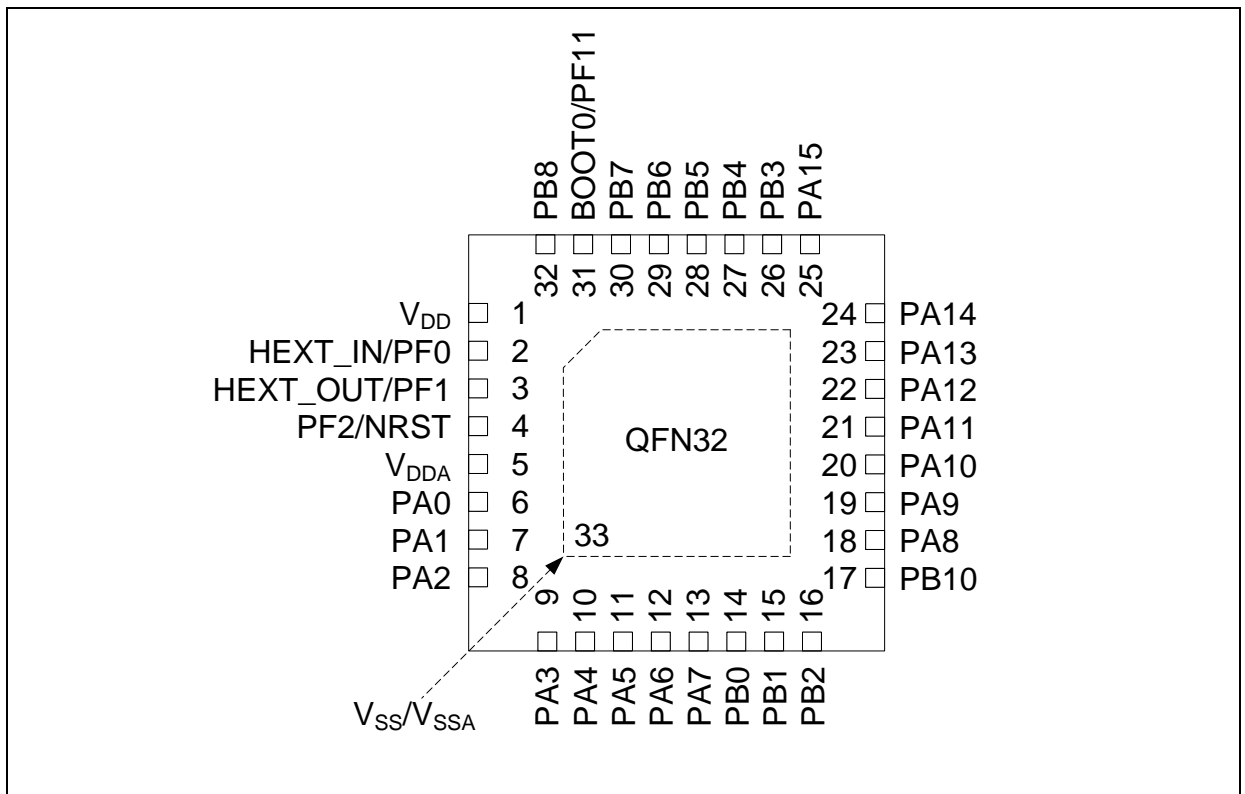 PB8
BOOT0/PF11
PB7
PB6
PB5
PB4
PB3
PA15
32
31
30
29
28
27
26
25
VDD
1
HEXT_IN/PF0
2
HEXT_OUT/PF1
3
PF2/NRST
4
VDDA
5
PA0
6
PA1
7
PA2
8
QFN32
33
24
PA14
23
PA13
22
PA12
21
PA11
20
PA10
19
PA9
18
PA8
17
PB10
9
10
11
12
13
14
15
16
PA3
PA4
PA5
PA6
PA7
PB0
PB1
PB2
VSS/VSSA